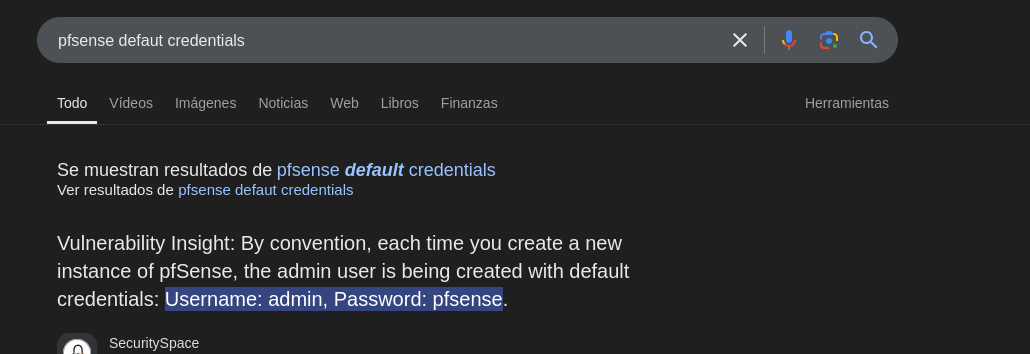 pfsense defaut credentials
Todo Vídeos Imágenes Noticias Web Libros Finanzas Herramientas
Se muestran resultados de pfsense default credentials
Ver resultados de pfsense defaut credentials
Vulnerability Insight: By convention, each time you create a new
instance of pfSense, the admin user is being created with default
credentials: Username: admin, Password: pfsense.
SecuritySpace